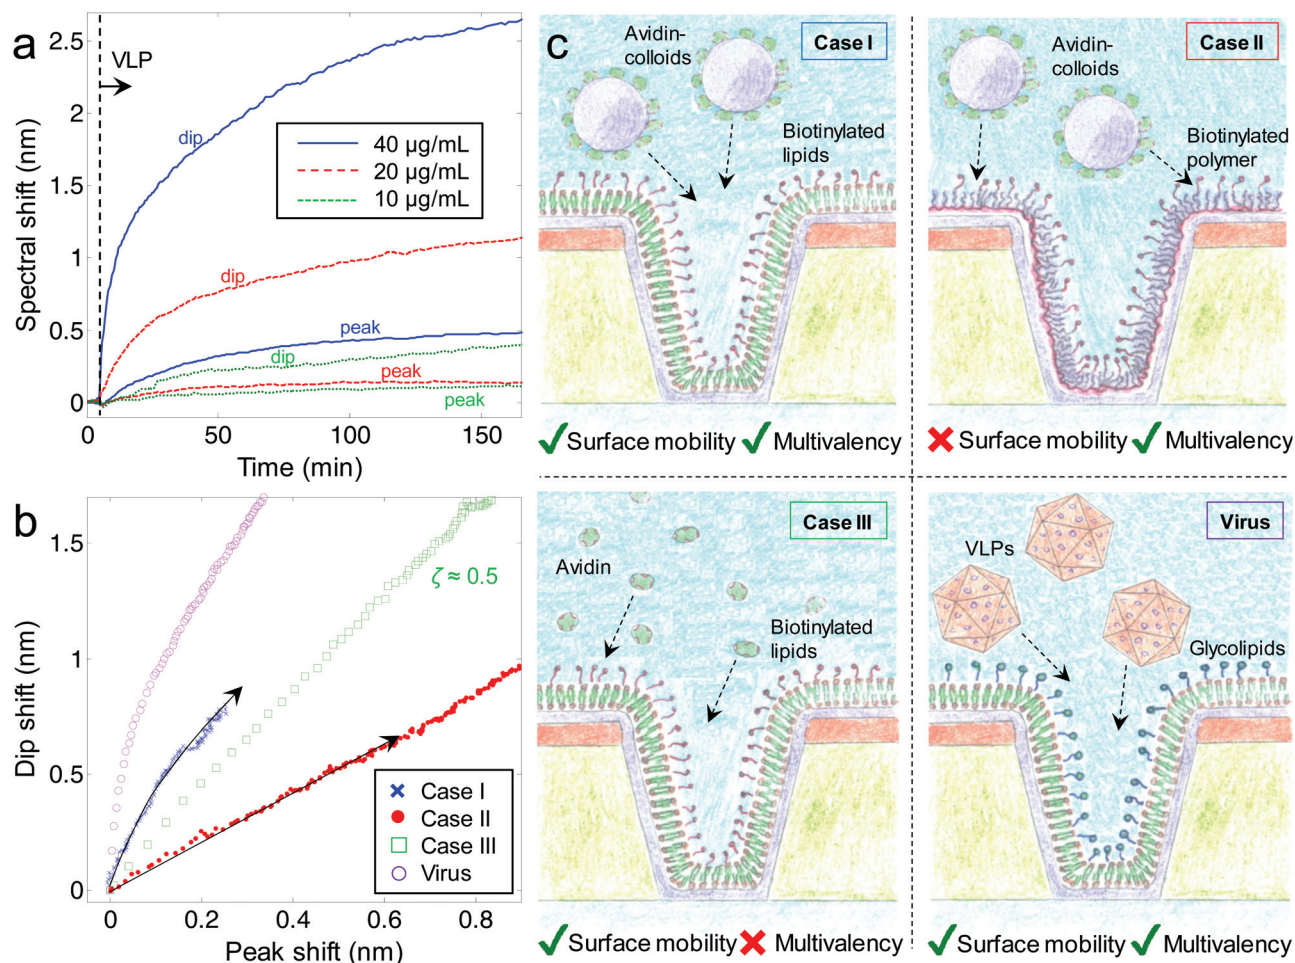 a
Spectral shift (nm)
2.5
2
1.5
1
0.5
0
VLP
dip
40 µg/mL
20 µg/mL
10 µg/mL
dip
peak
dip
peak
peak
0 50 100 150
Time (min)
b
Dip shift (nm)
1.5
1
0.5
0
ζ ≈ 0.5
Case I
Case II
Case III
Virus
0 0.2 0.4 0.6 0.8
Peak shift (nm)
c
Avidin-
colloids
Case I
Biotinylated
lipids
Surface mobility Multivalency
Avidin-
colloids
Case II
Biotinylated
polymer
Surface mobility Multivalency
Case III
Avidin
Biotinylated
lipids
Surface mobility Multivalency
Virus
VLPs
Glycolipids
Surface mobility Multivalency